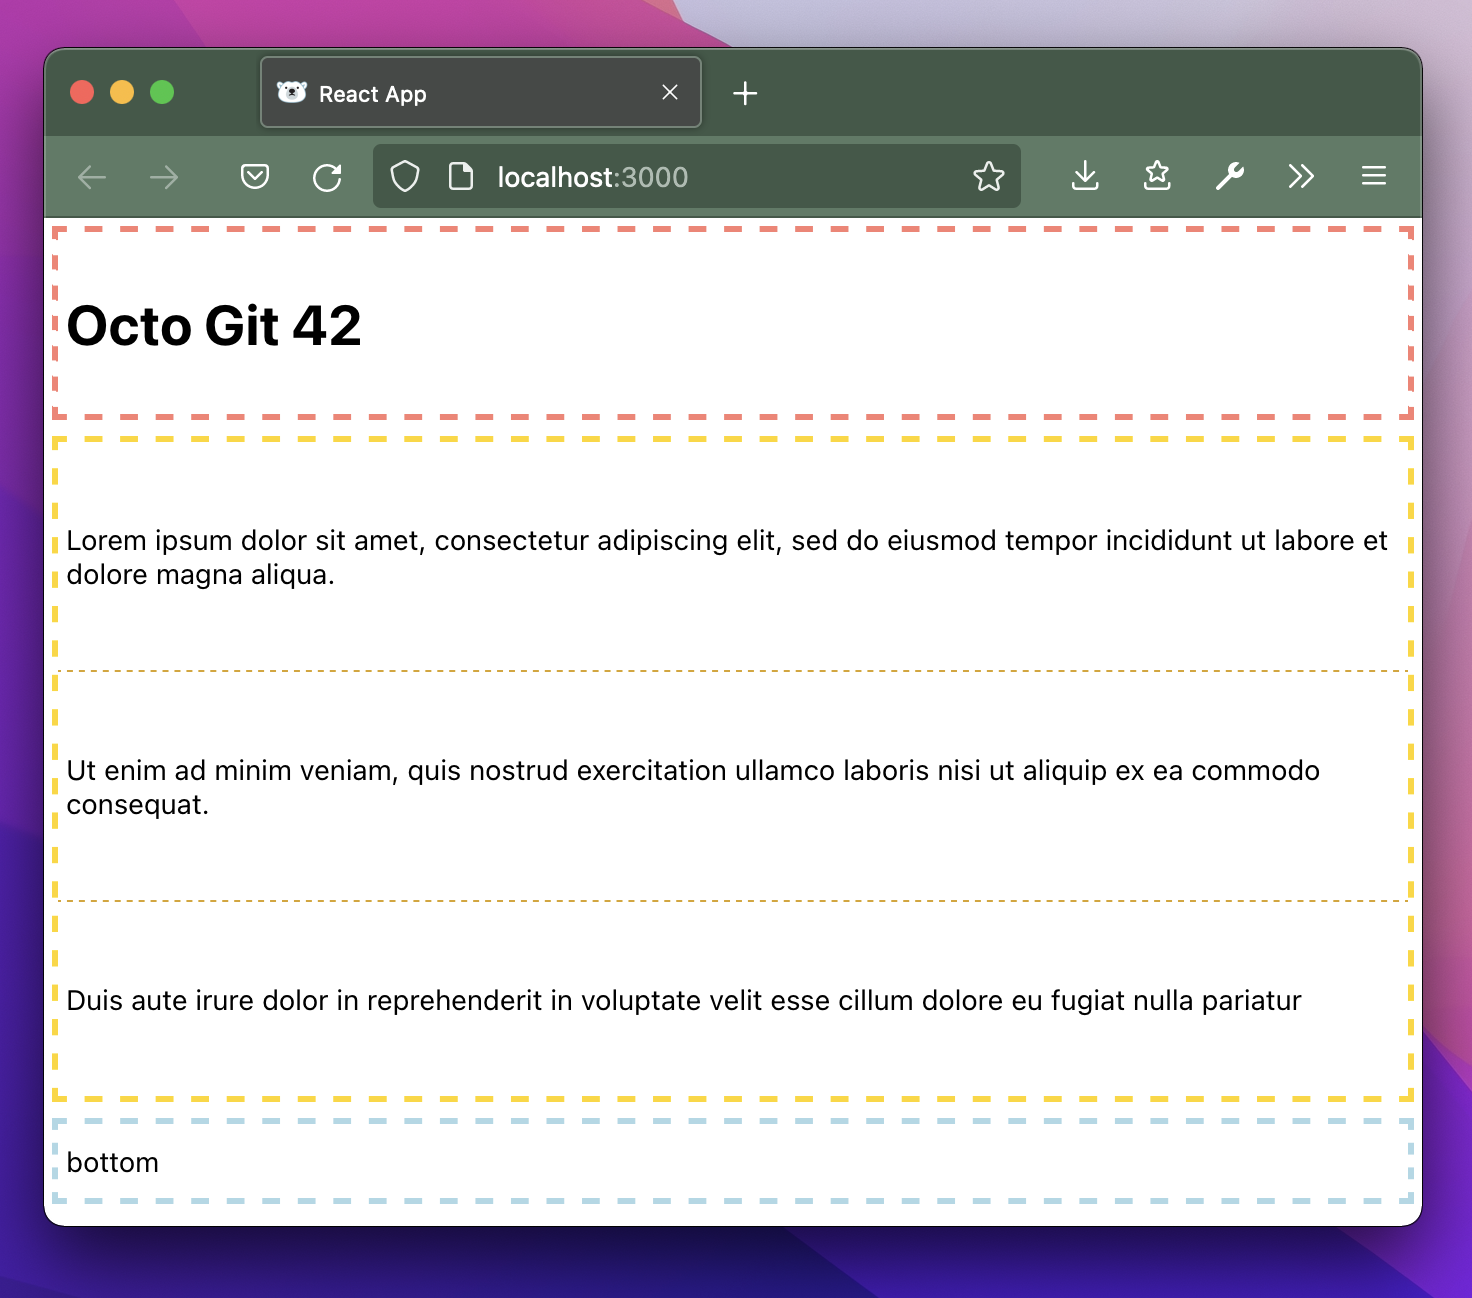 React App
localhost:3000
Octo Git 42
Lorem ipsum dolor sit amet, consectetur adipiscing elit, sed do eiusmod tempor incididunt ut labore et
dolore magna aliqua.
Ut enim ad minim veniam, quis nostrud exercitation ullamco laboris nisi ut aliquip ex ea commodo
consequat.
Duis aute irure dolor in reprehenderit in voluptate velit esse cillum dolore eu fugiat nulla pariatur
bottom